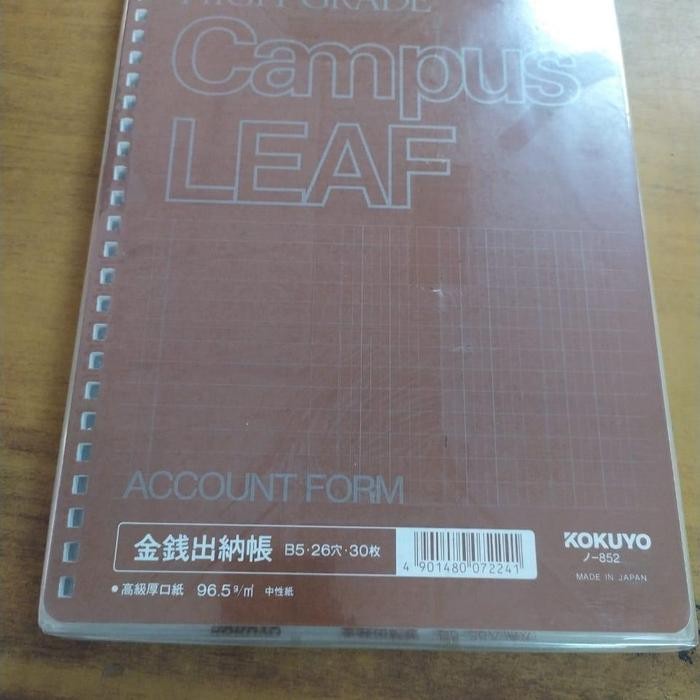 HIGH GRADE
Campus
LEAF
ACCOUNT FORM
金銭出納帳 B5·26穴·30枚
4 901480 072241
KOKUYO
ノ-852
MADE IN JAPAN
•高級厚口紙 96.5g/㎡ 中性紙
KOKUYO